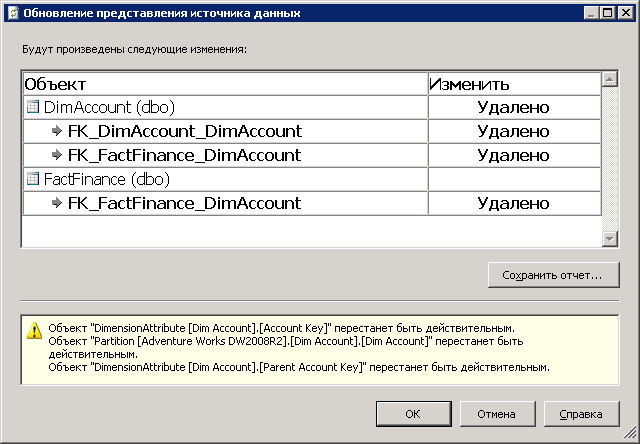 Обновление представления источника данных
Будут произведены следующие изменения:
Объект Изменить
DimAccount (dbo) Удалено
FK_DimAccount_DimAccount Удалено
FK_FactFinance_DimAccount Удалено
FactFinance (dbo)
FK_FactFinance_DimAccount Удалено
Сохранить отчет...
Объект "DimensionAttribute [Dim Account].[Account Key]" перестанет быть действительным.
Объект "Partition [Adventure Works DW2008R2].[Dim Account].[Dim Account]" перестанет быть
действительным.
Объект "DimensionAttribute [Dim Account].[Parent Account Key]" перестанет быть действительным.
ОК Отмена Справка